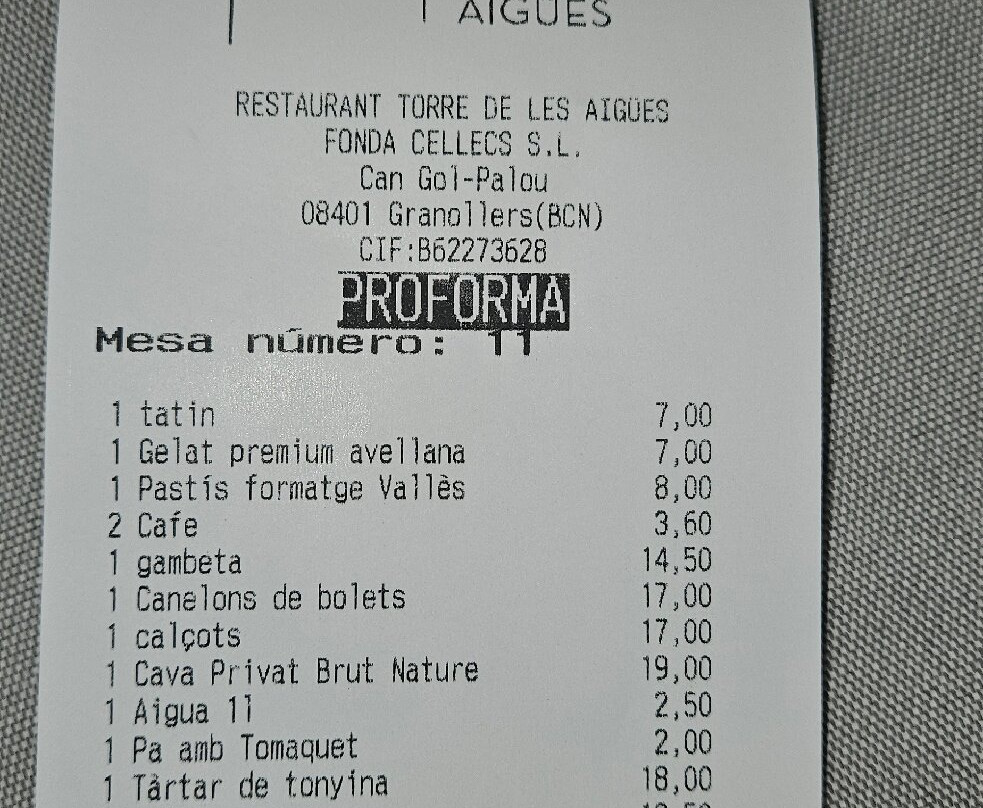 AIGÜES
RESTAURANT TORRE DE LES AIGÜES
FONDA CELLECS S.L.
Can Gol-Palou
08401 Granollers(BCN)
CIF:B62273628
PROFORMA
Mesa número: 11
1 tatin 7,00
1 Gelat premium avellana 7,00
1 Pastís formatge Vallès 8,00
2 Cafe 3,60
1 gambeta 14,50
1 Canelons de bolets 17,00
1 calçots 17,00
1 Cava Privat Brut Nature 19,00
1 Aigua 1l 2,50
1 Pa amb Tomaquet 2,00
1 Tàrtar de tonyina 18,00